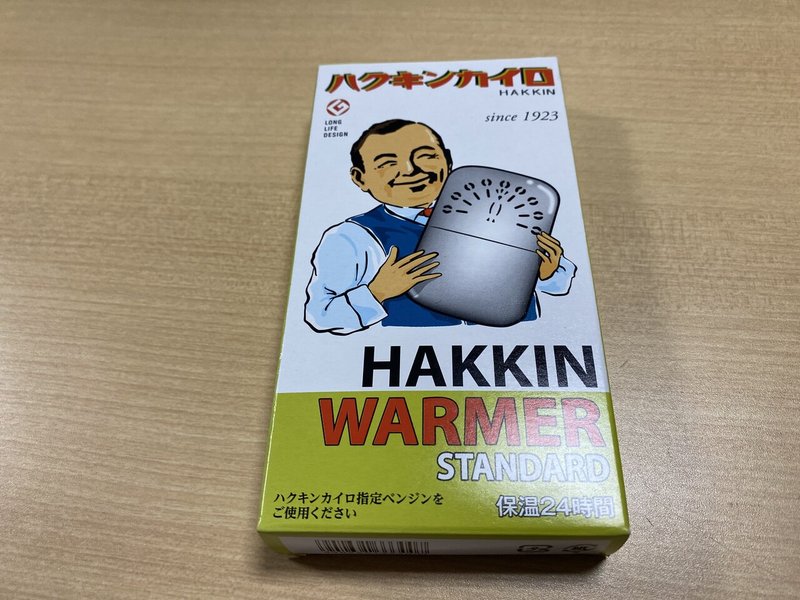 ハクキンカイロ
HAKKIN
since 1923
LONG
LIFE
DESIGN
HAKKIN
WARMER
STANDARD
ハクキンカイロ指定ベンジンを
ご使用ください
保温24時間